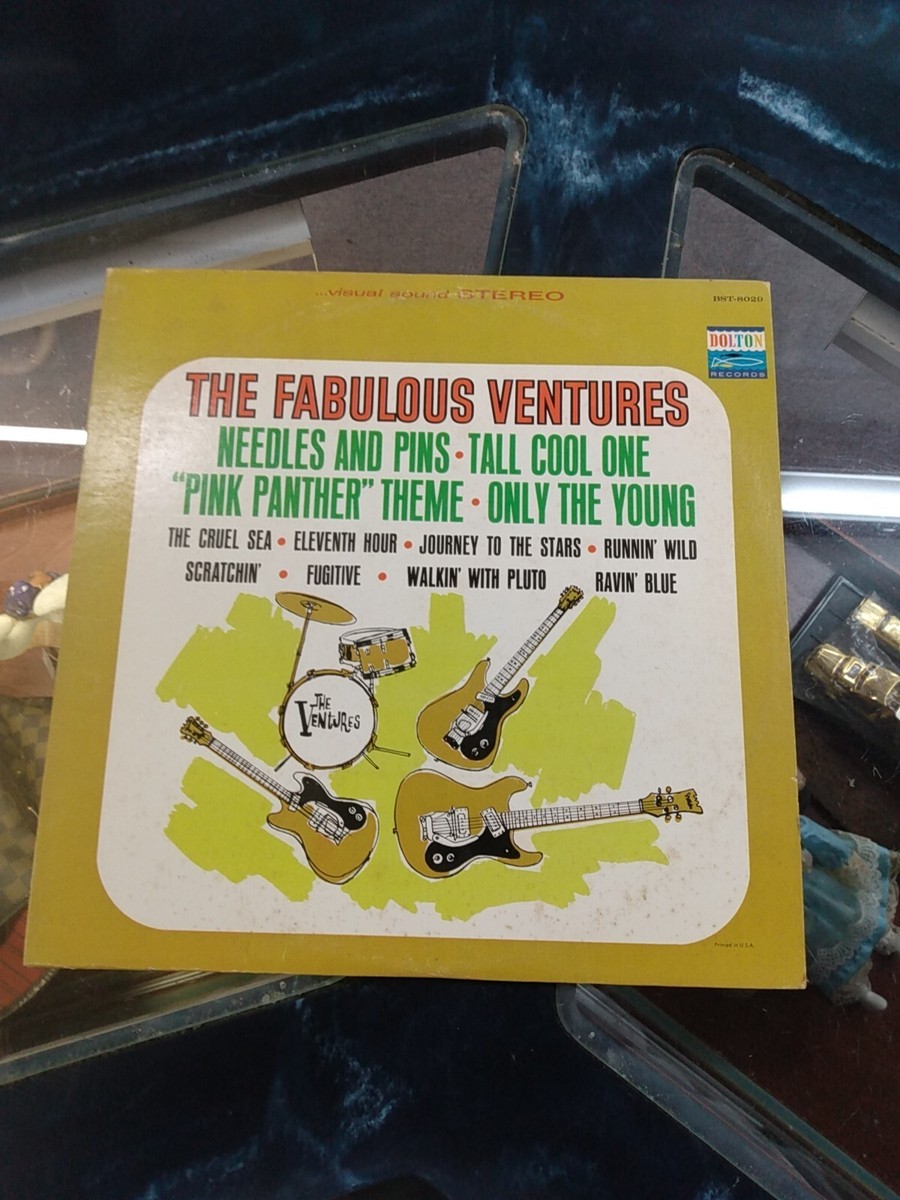 ...visual sound STEREO
BST-8029
DOLTON
RECORDS
THE FABULOUS VENTURES
NEEDLES AND PINS • TALL COOL ONE
"PINK PANTHER" THEME • ONLY THE YOUNG
THE CRUEL SEA • ELEVENTH HOUR • JOURNEY TO THE STARS • RUNNIN' WILD
SCRATCHIN' • FUGITIVE • WALKIN' WITH PLUTO RAVIN' BLUE
THE
VENTURES
Printed in U.S.A.